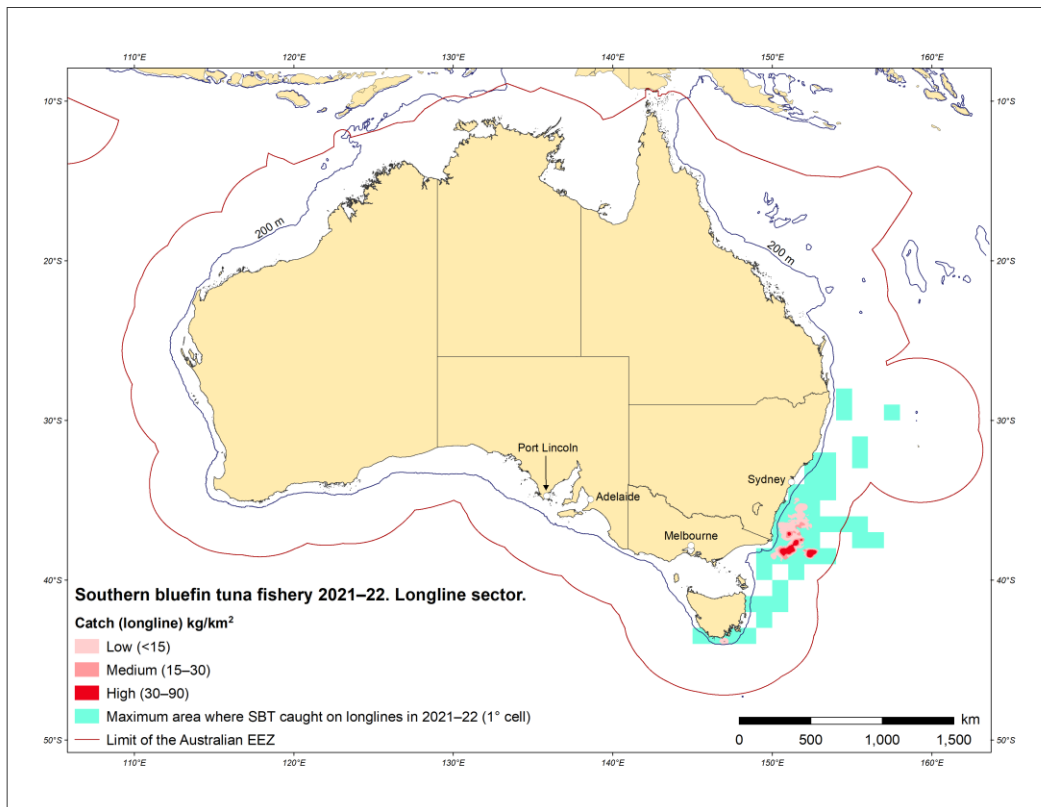 110°E 120°E 130°E 140°E 150°E 160°E
10°S 10°S
200 m
200 m
20°S 20°S
30°S 30°S
Port Lincoln
Sydney
Adelaide
Melbourne
40°S 40°S
Southern bluefin tuna fishery 2021–22. Longline sector.
Catch (longline) kg/km²
Low (<15)
Medium (15–30)
High (30–90)
Maximum area where SBT caught on longlines in 2021–22 (1° cell)
Limit of the Australian EEZ
km
0 500 1,000 1,500
50°S 50°S
110°E 120°E 130°E 140°E 150°E 160°E